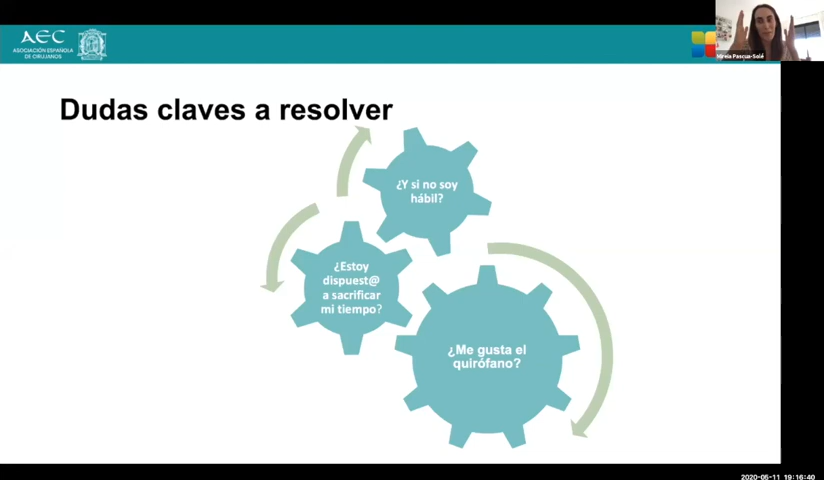 AEC
ASOCIACIÓN ESPAÑOLA
DE CIRUJANOS
Mireia Pascua-Solé
Dudas claves a resolver
¿Y si no soy
hábil?
¿Estoy
dispuest@
a sacrificar
mi tiempo?
¿Me gusta el
quirófano?
2020-05-11 19:16:40